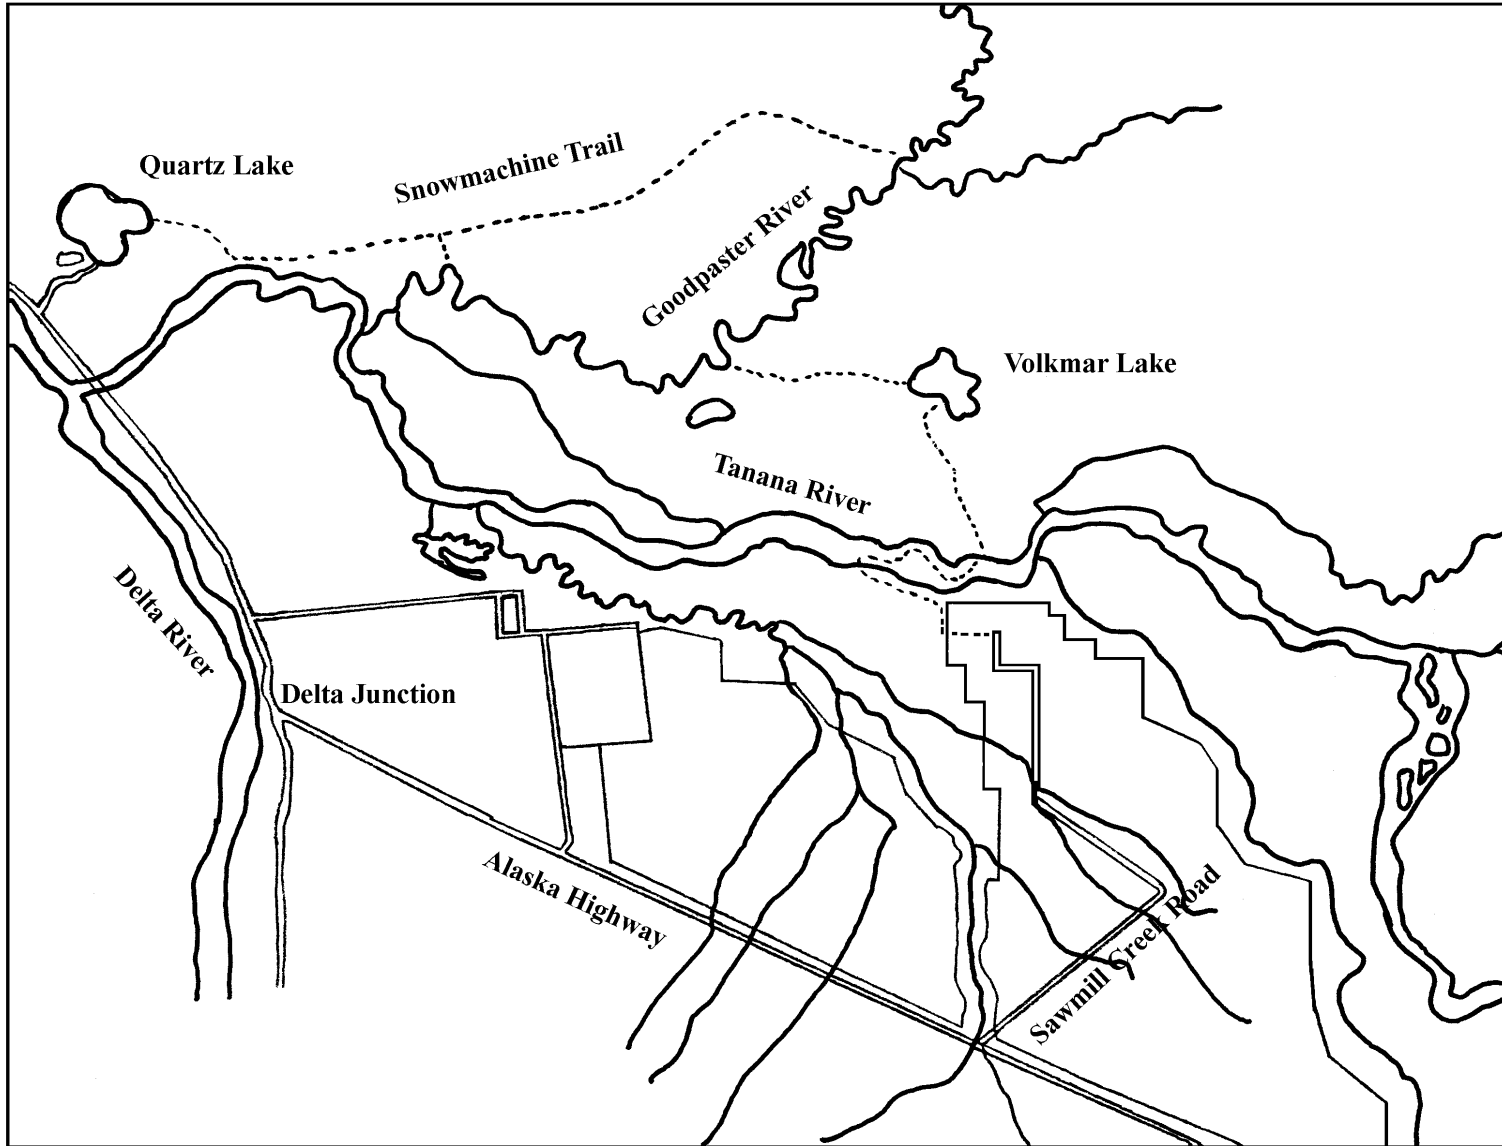 Quartz Lake
Snowmachine Trail
Goodpaster River
Volkmar Lake
Tanana River
Delta River
Delta Junction
Alaska Highway
Sawmill Creek Road